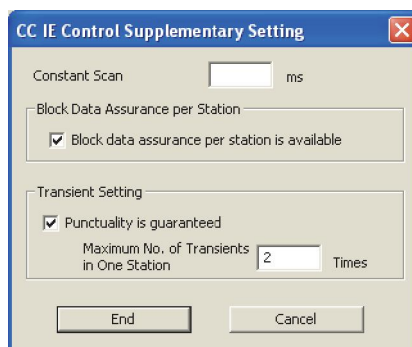 CC IE Control Supplementary Setting
Constant Scan ms
Block Data Assurance per Station
Block data assurance per station is available
Transient Setting
Punctuality is guaranteed
Maximum No. of Transients
in One Station 2 Times
End Cancel